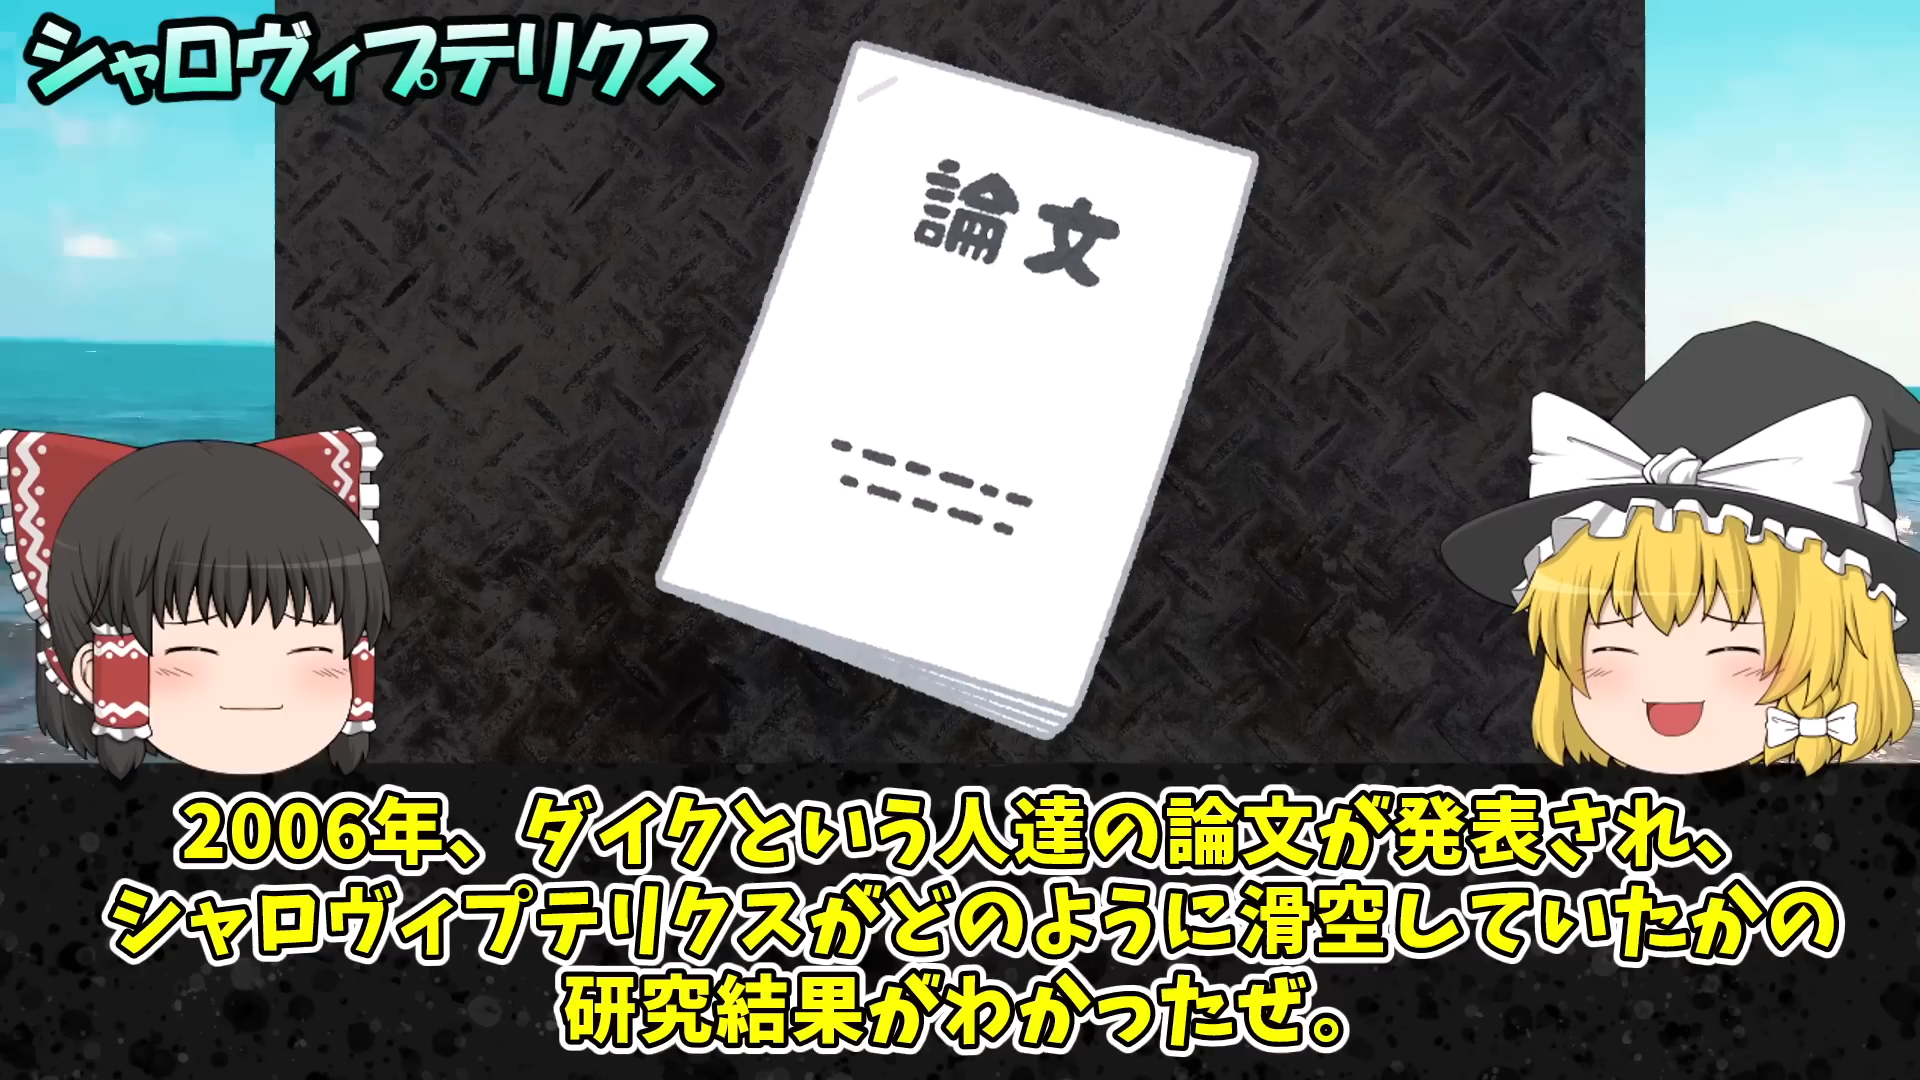 シャロヴィプテリクス
論文
2006年、ダイクという人達の論文が発表され、
シャロヴィプテリクスがどのように滑空していたかの
研究結果がわかったぜ。